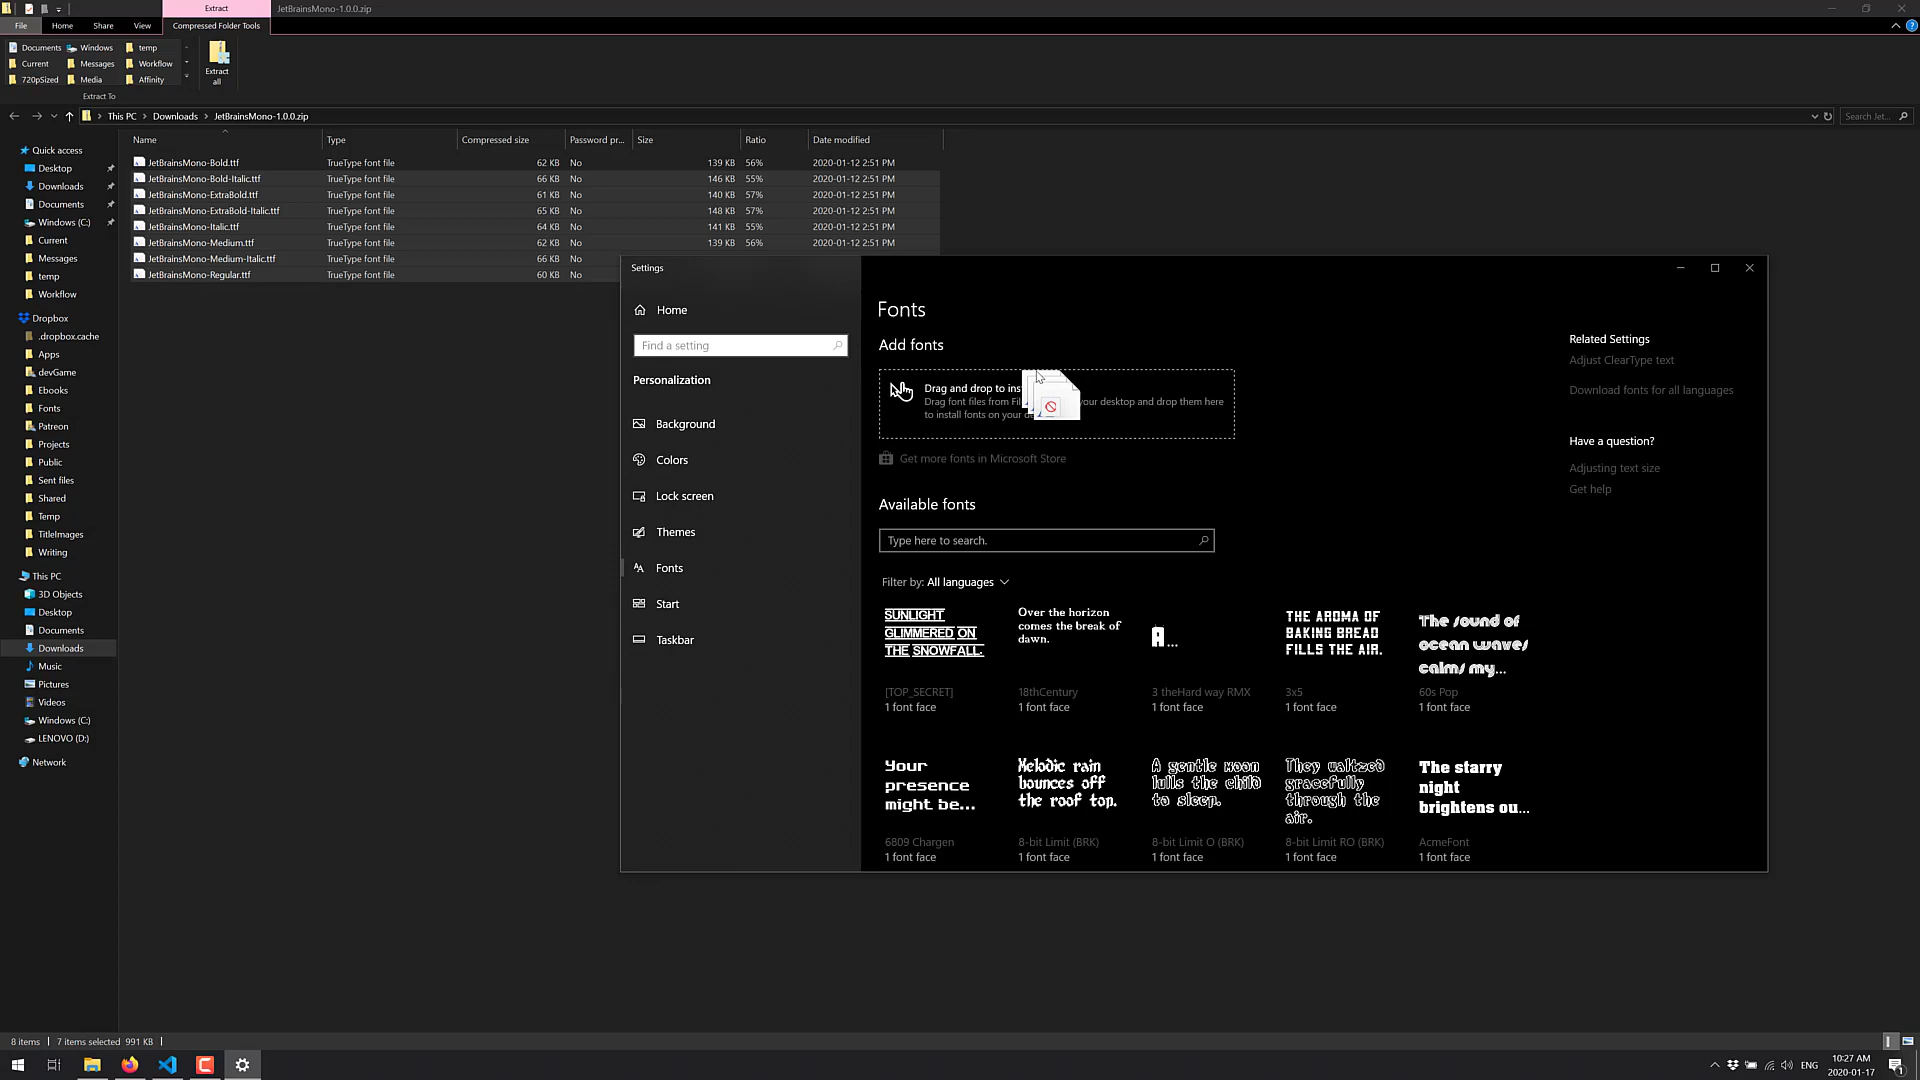 Extract
JetBrainsMono-1.0.0.zip
File
Home
Share
View
Compressed Folder Tools
Documents
Windows
temp
Current
Messages
Workflow
720pSized
Media
Affinity
Extract all
Extract To
This PC
Downloads
JetBrainsMono-1.0.0.zip
Search Jet...
Name
Type
Compressed size
Password pr...
Size
Ratio
Date modified
JetBrainsMono-Bold.ttf TrueType font file 62 KB No 139 KB 56% 2020-01-12 2:51 PM
JetBrainsMono-Bold-Italic.ttf TrueType font file 66 KB No 146 KB 55% 2020-01-12 2:51 PM
JetBrainsMono-ExtraBold.ttf TrueType font file 61 KB No 140 KB 57% 2020-01-12 2:51 PM
JetBrainsMono-ExtraBold-Italic.ttf TrueType font file 65 KB No 148 KB 57% 2020-01-12 2:51 PM
JetBrainsMono-Italic.ttf TrueType font file 64 KB No 141 KB 55% 2020-01-12 2:51 PM
JetBrainsMono-Medium.ttf TrueType font file 62 KB No 139 KB 56% 2020-01-12 2:51 PM
JetBrainsMono-Medium-Italic.ttf TrueType font file 66 KB No
JetBrainsMono-Regular.ttf TrueType font file 60 KB No
Quick access
Desktop
Downloads
Documents
Windows (C:)
Current
Messages
temp
Workflow
Dropbox
.dropbox.cache
Apps
devGame
Ebooks
Fonts
Patreon
Projects
Public
Sent files
Shared
Temp
TitleImages
Writing
This PC
3D Objects
Desktop
Documents
Downloads
Music
Pictures
Videos
Windows (C:)
LENOVO (D:)
Network
Settings
Home
Find a setting
Personalization
Background
Colors
Lock screen
Themes
Fonts
Start
Taskbar
Fonts
Add fonts
Drag and drop to ins
Drag font files from Fil your desktop and drop them here
to install fonts on your d
Get more fonts in Microsoft Store
Available fonts
Type here to search.
Filter by: All languages
SUNLIGHT
GLIMMERED ON
THE SNOWFALL.
[TOP_SECRET]
1 font face
Over the horizon
comes the break of
dawn.
18thCentury
1 font face
A...
3 theHard way RMX
1 font face
THE AROMA OF
BAKING BREAD
FILLS THE AIR.
3x5
1 font face
The sound of
ocean waves
calms my...
60s Pop
1 font face
Your
presence
might be...
6809 Chargen
1 font face
Melodic rain
bounces off
the roof top.
8-bit Limit (BRK)
1 font face
A gentle moon
lulls the child
to sleep.
8-bit Limit O (BRK)
1 font face
They waltzed
gracefully
through the
air.
8-bit Limit RO (BRK)
1 font face
The starry
night
brightens ou...
AcmeFont
1 font face
Related Settings
Adjust ClearType text
Download fonts for all languages
Have a question?
Adjusting text size
Get help
8 items
7 items selected 991 KB
ENG
10:27 AM
2020-01-17
1